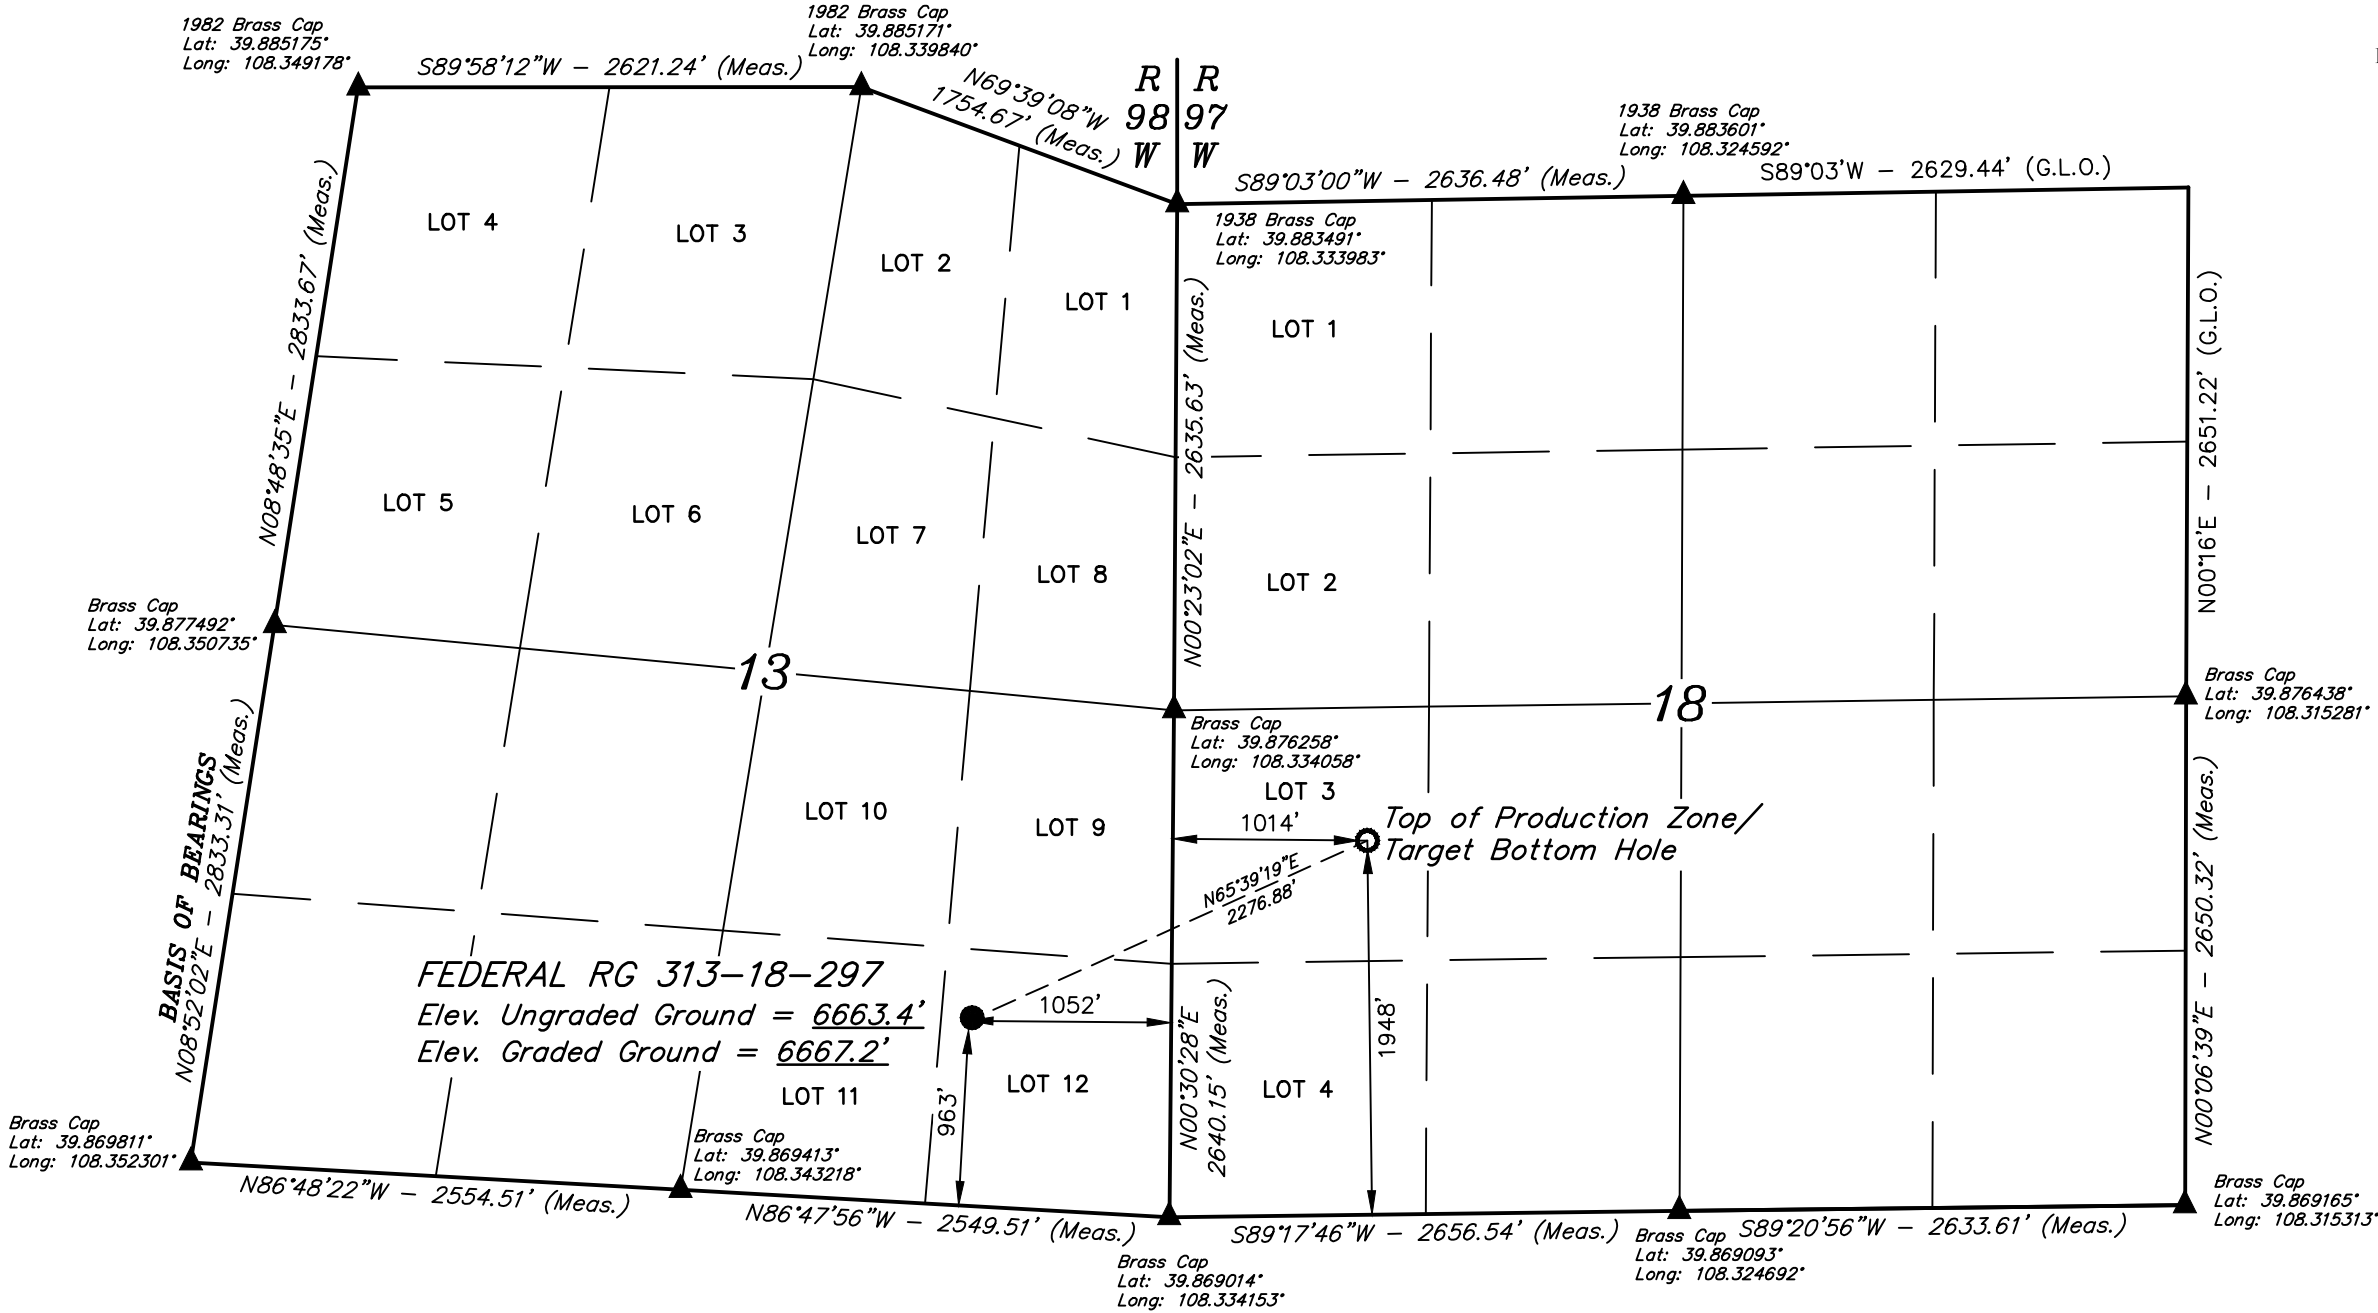 1982 Brass Cap
Lat: 39.885175°
Long: 108.349178°
S89°58'12"W - 2621.24' (Meas.)
1982 Brass Cap
Lat: 39.885171°
Long: 108.339840°
N69°39'08"W
1754.67' (Meas.)
R R
98 97
W W
1938 Brass Cap
Lat: 39.883601°
Long: 108.324592°
S89°03'00"W - 2636.48' (Meas.)
S89°03'W - 2629.44' (G.L.O.)
1938 Brass Cap
Lat: 39.883491°
Long: 108.333983°
LOT 4
LOT 3
LOT 2
LOT 1
LOT 1
N08°48'35"E - 2833.67' (Meas.)
N00°23'02"E - 2635.63' (Meas.)
N00°16'E - 2651.22' (G.L.O.)
LOT 5
LOT 6
LOT 7
LOT 8
LOT 2
Brass Cap
Lat: 39.877492°
Long: 108.350735°
13
18
Brass Cap
Lat: 39.876438°
Long: 108.315281°
Brass Cap
Lat: 39.876258°
Long: 108.334058°
LOT 3
LOT 10
LOT 9
1014'
Top of Production Zone/
Target Bottom Hole
N65°39'19"E
2276.88'
BASIS OF BEARINGS
N08°52'02"E - 2833.31' (Meas.)
FEDERAL RG 313-18-297
Elev. Ungraded Ground = 6663.4'
Elev. Graded Ground = 6667.2'
1052'
963'
1948'
N00°30'28"E
2640.15' (Meas.)
N00°06'39"E - 2650.32' (Meas.)
LOT 11
LOT 12
LOT 4
Brass Cap
Lat: 39.869811°
Long: 108.352301°
Brass Cap
Lat: 39.869413°
Long: 108.343218°
N86°48'22"W - 2554.51' (Meas.)
N86°47'56"W - 2549.51' (Meas.)
S89°17'46"W - 2656.54' (Meas.)
S89°20'56"W - 2633.61' (Meas.)
Brass Cap
Lat: 39.869165°
Long: 108.315313°
Brass Cap
Lat: 39.869014°
Long: 108.334153°
Brass Cap
Lat: 39.869093°
Long: 108.324692°